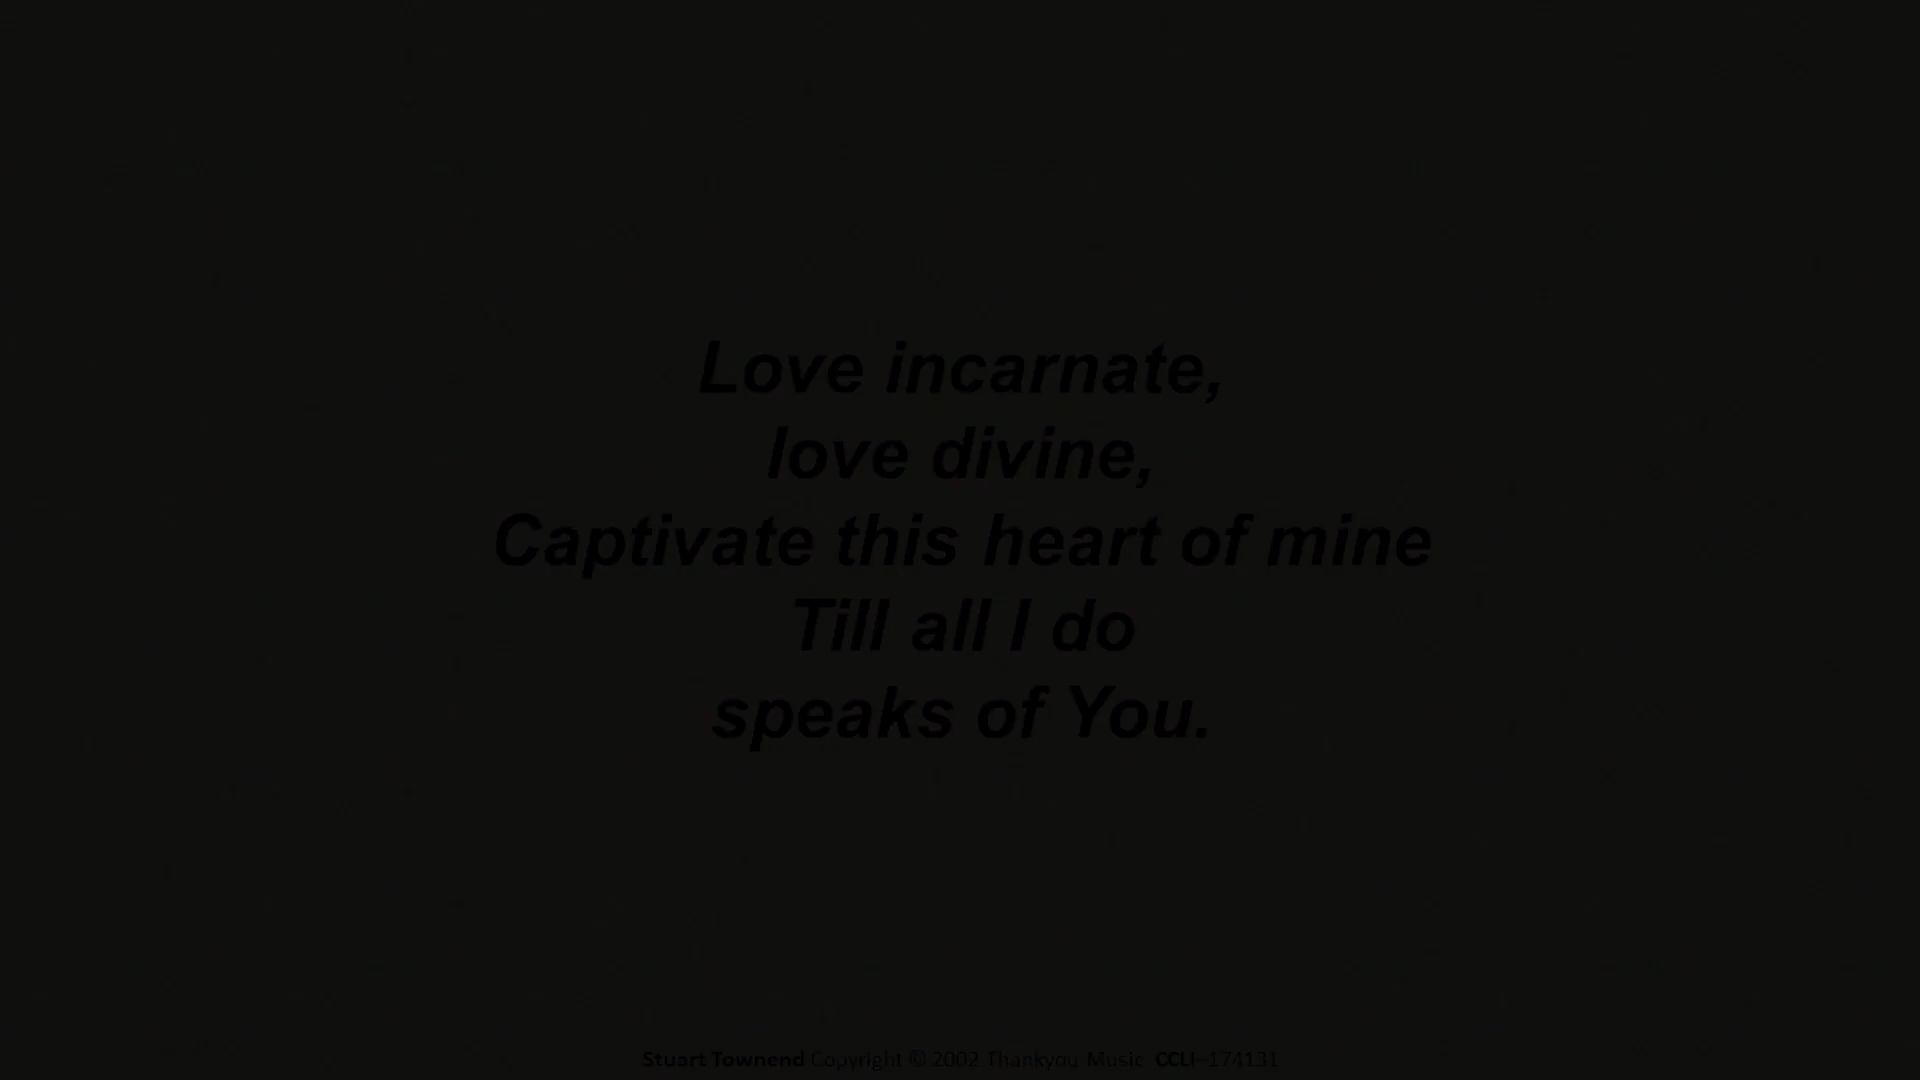 Love incarnate,
love divine,
Captivate this heart of mine
Till all I do
speaks of You.
Stuart Townend Copyright © 2002 Thankyou Music CCLI–174131